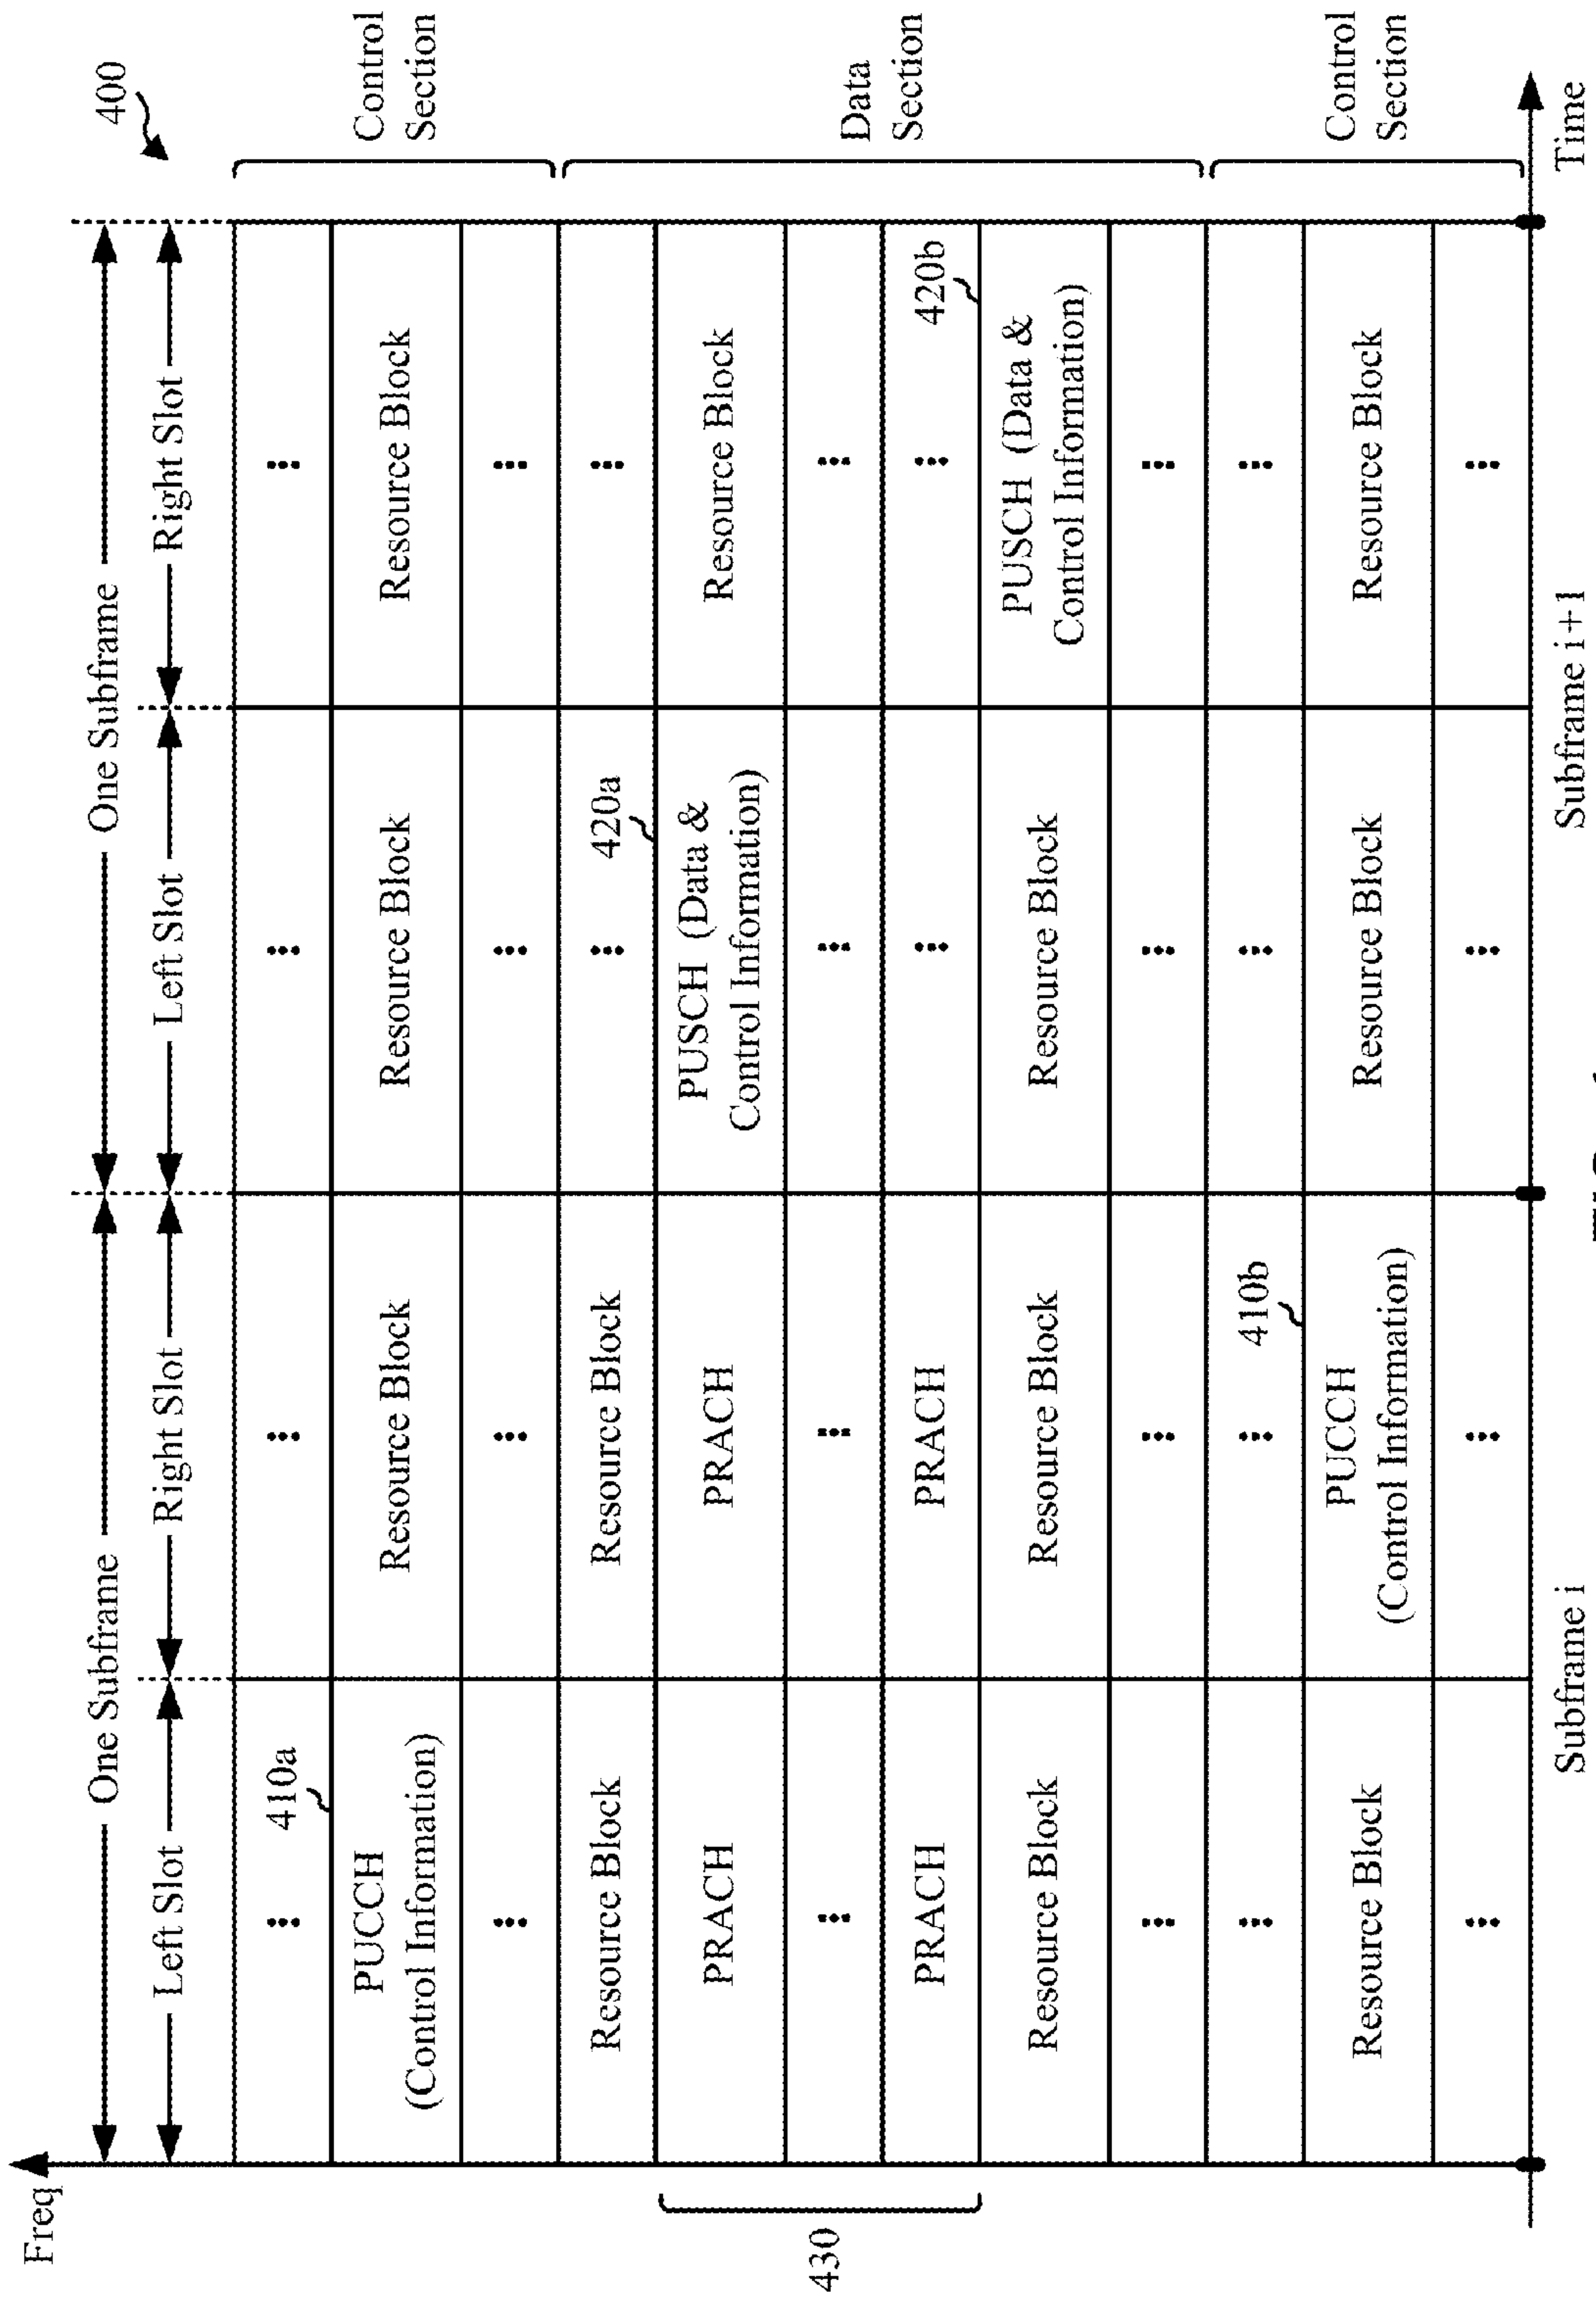 400
One Subframe
One Subframe
Left Slot
Right Slot
Left Slot
Right Slot
Freq
⋮
410a
⋮
⋮
⋮
Control
Section
PUCCH
(Control Information)
Resource Block
Resource Block
Resource Block
⋮
⋮
⋮
⋮
Resource Block
Resource Block
⋮
420a
⋮
Data
Section
430
PRACH
PRACH
PUSCH (Data &
Control Information)
Resource Block
⋮
⋮
⋮
⋮
PRACH
PRACH
⋮
⋮
420b
Resource Block
Resource Block
Resource Block
PUSCH (Data &
Control Information)
⋮
⋮
⋮
⋮
⋮
⋮
410b
⋮
⋮
Control
Section
Resource Block
PUCCH
(Control Information)
Resource Block
Resource Block
⋮
⋮
⋮
⋮
Subframe i
Subframe i+1
Time